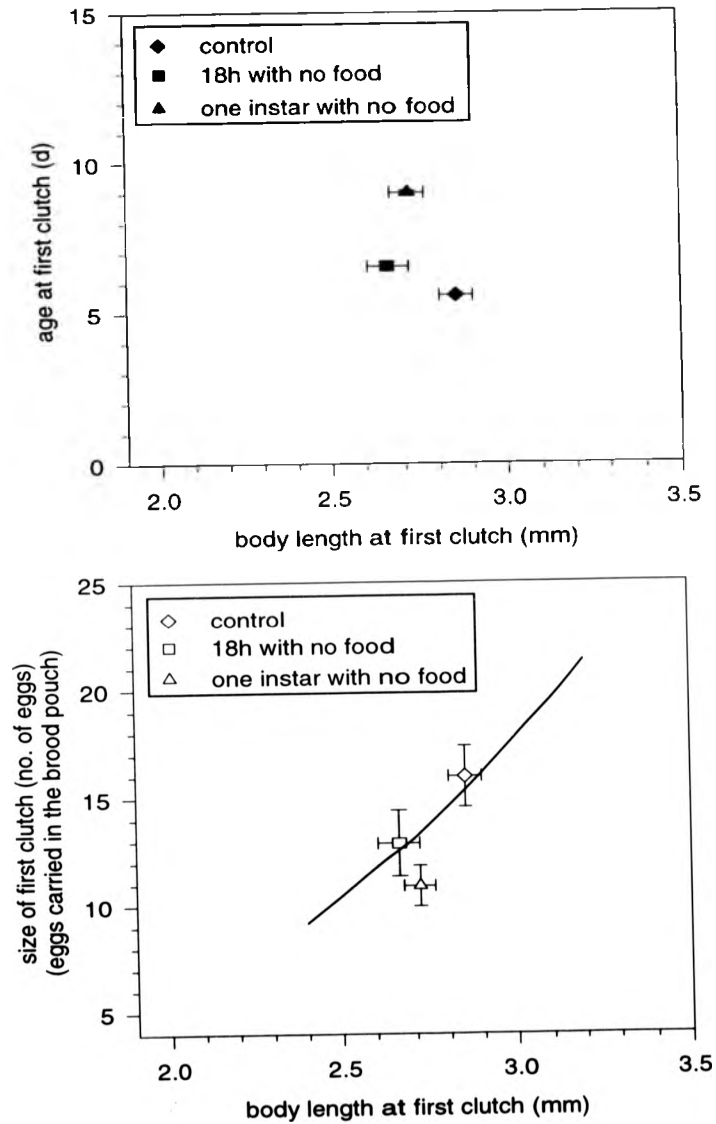 15
10
5
0
age at first clutch (d)
control
18h with no food
one instar with no food
2.0 2.5 3.0 3.5
body length at first clutch (mm)
25
20
15
10
5
size of first clutch (no. of eggs)
(eggs carried in the brood pouch)
control
18h with no food
one instar with no food
2.0 2.5 3.0 3.5
body length at first clutch (mm)